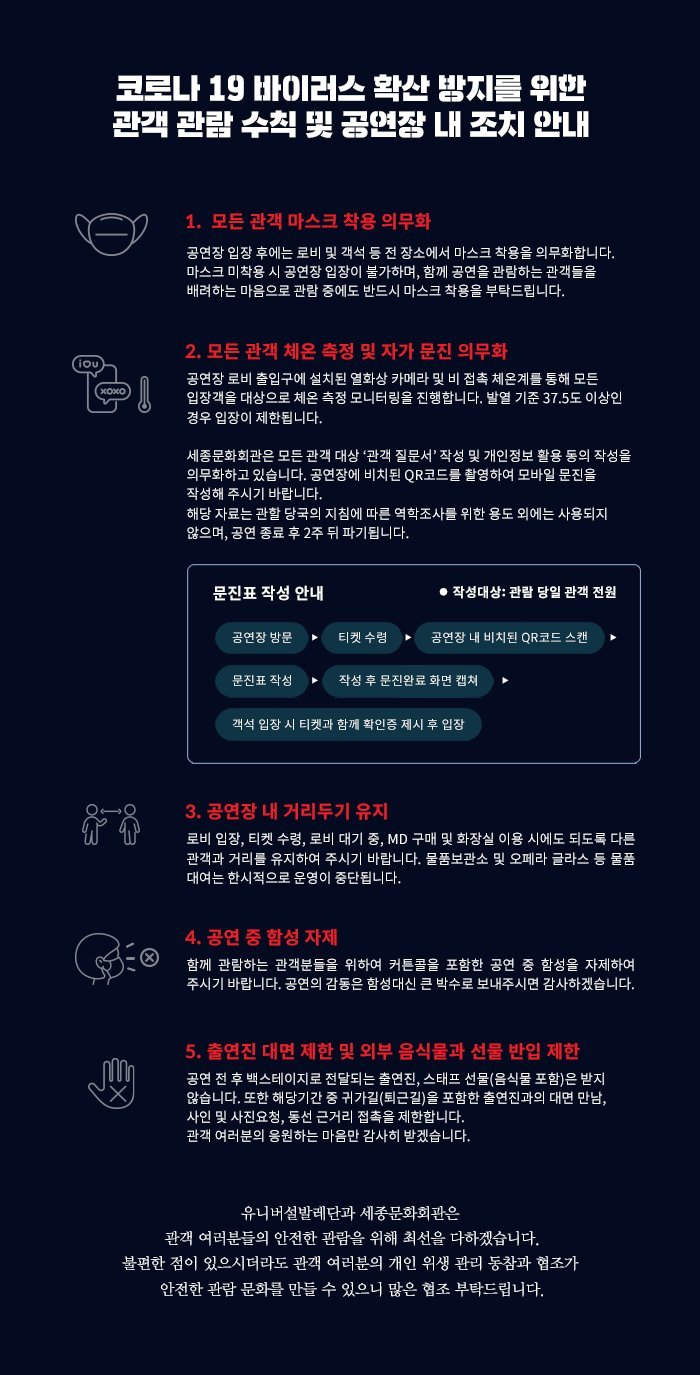 코로나 19 바이러스 확산 방지를 위한
관객 관람 수칙 및 공연장 내 조치 안내
1. 모든 관객 마스크 착용 의무화
공연장 입장 후에는 로비 및 객석 등 전 장소에서 마스크 착용을 의무화합니다.
마스크 미착용 시 공연장 입장이 불가하며, 함께 공연을 관람하는 관객들을
배려하는 마음으로 관람 중에도 반드시 마스크 착용을 부탁드립니다.
i♡u
XOXO
2. 모든 관객 체온 측정 및 자가 문진 의무화
공연장 로비 출입구에 설치된 열화상 카메라 및 비 접촉 체온계를 통해 모든
입장객을 대상으로 체온 측정 모니터링을 진행합니다. 발열 기준 37.5도 이상인
경우 입장이 제한됩니다.
세종문화회관은 모든 관객 대상 ‘관객 질문서’ 작성 및 개인정보 활용 동의 작성을
의무화하고 있습니다. 공연장에 비치된 QR코드를 촬영하여 모바일 문진을
작성해 주시기 바랍니다.
해당 자료는 관할 당국의 지침에 따른 역학조사를 위한 용도 외에는 사용되지
않으며, 공연 종료 후 2주 뒤 파기됩니다.
문진표 작성 안내 ● 작성대상: 관람 당일 관객 전원
공연장 방문 ▶ 티켓 수령 ▶ 공연장 내 비치된 QR코드 스캔 ▶
문진표 작성 ▶ 작성 후 문진완료 화면 캡쳐 ▶
객석 입장 시 티켓과 함께 확인증 제시 후 입장
3. 공연장 내 거리두기 유지
로비 입장, 티켓 수령, 로비 대기 중, MD 구매 및 화장실 이용 시에도 되도록 다른
관객과 거리를 유지하여 주시기 바랍니다. 물품보관소 및 오페라 글라스 등 물품
대여는 한시적으로 운영이 중단됩니다.
4. 공연 중 함성 자제
함께 관람하는 관객분들을 위하여 커튼콜을 포함한 공연 중 함성을 자제하여
주시기 바랍니다. 공연의 감동은 함성대신 큰 박수로 보내주시면 감사하겠습니다.
5. 출연진 대면 제한 및 외부 음식물과 선물 반입 제한
공연 전 후 백스테이지로 전달되는 출연진, 스태프 선물(음식물 포함)은 받지
않습니다. 또한 해당기간 중 귀가길(퇴근길)을 포함한 출연진과의 대면 만남,
사인 및 사진요청, 동선 근거리 접촉을 제한합니다.
관객 여러분의 응원하는 마음만 감사히 받겠습니다.
유니버설발레단과 세종문화회관은
관객 여러분들의 안전한 관람을 위해 최선을 다하겠습니다.
불편한 점이 있으시더라도 관객 여러분의 개인 위생 관리 동참과 협조가
안전한 관람 문화를 만들 수 있으니 많은 협조 부탁드립니다.